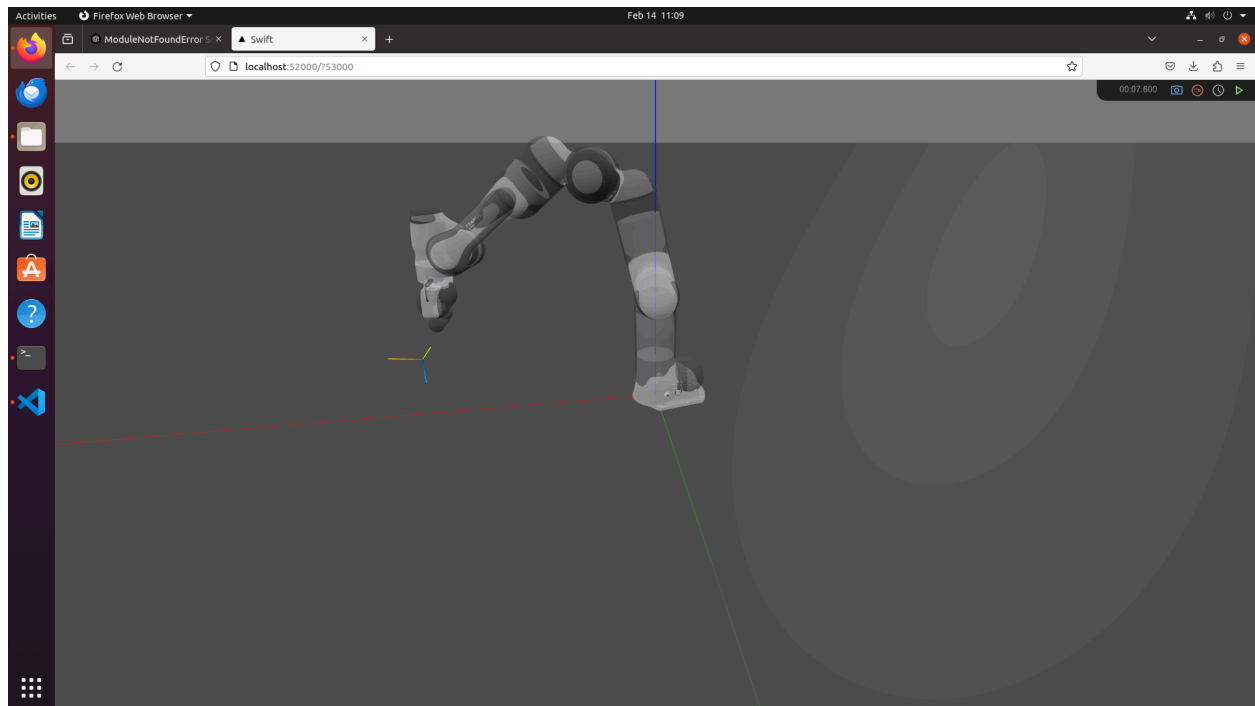 Activities
Firefox Web Browser
Feb 14 11:09
ModuleNotFoundError
Swift
localhost:52000/?53000
00:07.600